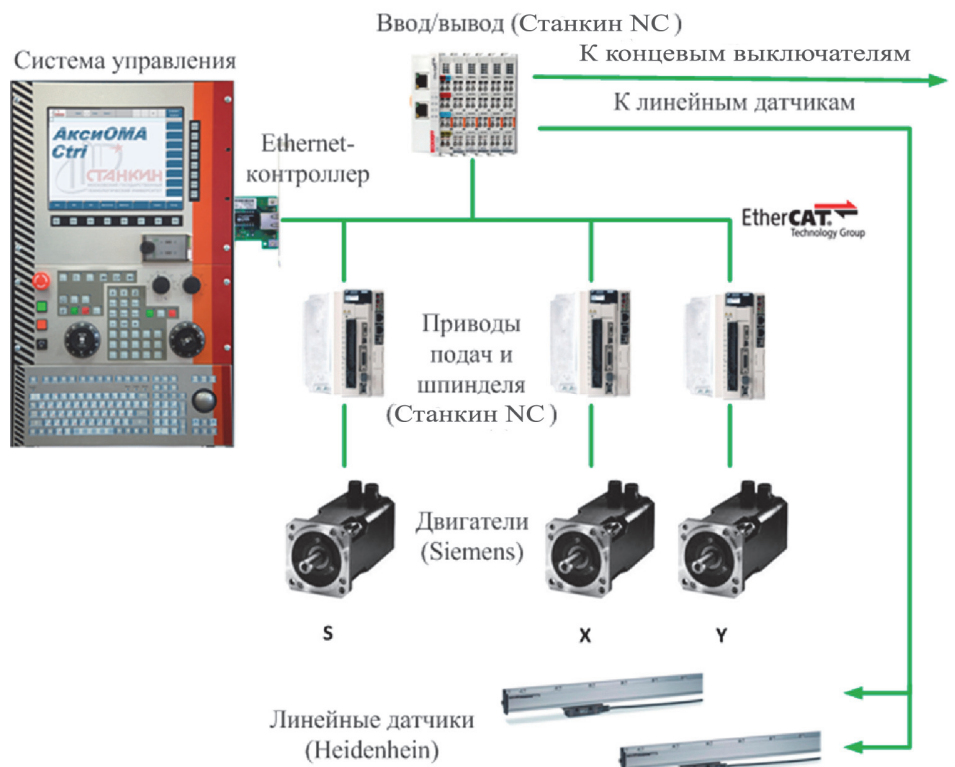 Ввод/вывод (Станкин NC)
Система управления
К концевым выключателям
К линейным датчикам
АксиОМА
Ctrl
СТАНКИН
Ethernet-
контроллер
EtherCAT
Technology Group
Приводы
подач и
шпинделя
(Станкин NC)
Двигатели
(Siemens)
S
X
Y
Линейные датчики
(Heidenhein)